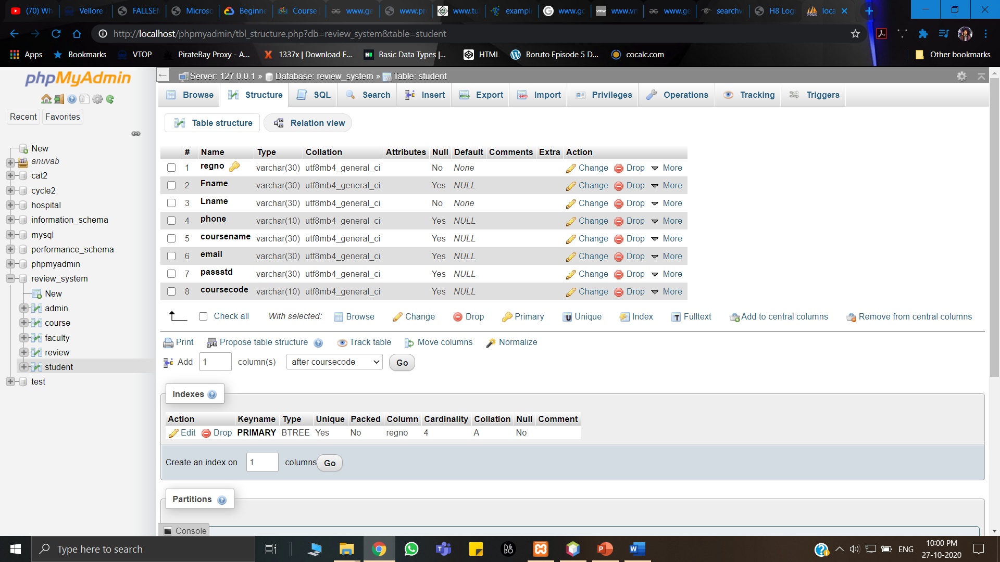 (70) Wh Vellore FALLSEN Microso Beginne Course www.ge www.pr www.tu example www.go www.vm www.ge searchv H8 Logi loca
http://localhost/phpmyadmin/tbl_structure.php?db=review_system&table=student
Apps Bookmarks VTOP PirateBay Proxy - A... 1337x | Download F... Basic Data Types |... HTML Boruto Episode 5 D... cocalc.com Other bookmarks
phpMyAdmin
Recent Favorites
New
anuvab
cat2
cycle2
hospital
information_schema
mysql
performance_schema
phpmyadmin
review_system
New
admin
course
faculty
review
student
test
Server: 127.0.0.1 » Database: review_system » Table: student
Browse Structure SQL Search Insert Export Import Privileges Operations Tracking Triggers
Table structure Relation view
# Name Type Collation Attributes Null Default Comments Extra Action
1 regno varchar(30) utf8mb4_general_ci No None Change Drop More
2 Fname varchar(30) utf8mb4_general_ci Yes NULL Change Drop More
3 Lname varchar(30) utf8mb4_general_ci No None Change Drop More
4 phone varchar(10) utf8mb4_general_ci Yes NULL Change Drop More
5 coursename varchar(30) utf8mb4_general_ci Yes NULL Change Drop More
6 email varchar(30) utf8mb4_general_ci Yes NULL Change Drop More
7 passstd varchar(30) utf8mb4_general_ci Yes NULL Change Drop More
8 coursecode varchar(10) utf8mb4_general_ci Yes NULL Change Drop More
Check all With selected: Browse Change Drop Primary Unique Index Fulltext Add to central columns Remove from central columns
Print Propose table structure Track table Move columns Normalize
Add 1 column(s) after coursecode Go
Indexes
Action Keyname Type Unique Packed Column Cardinality Collation Null Comment
Edit Drop PRIMARY BTREE Yes No regno 4 A No
Create an index on 1 columns Go
Partitions
Console
Type here to search
ENG
10:00 PM
27-10-2020